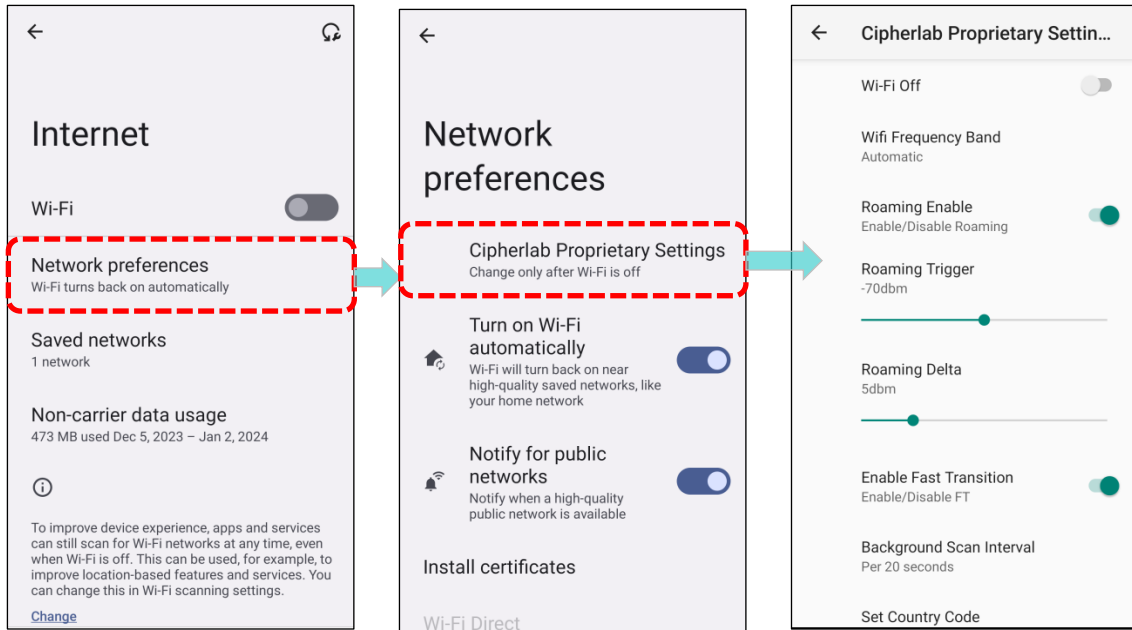 Internet
Wi-Fi
Network preferences
Wi-Fi turns back on automatically
Saved networks
1 network
Non-carrier data usage
473 MB used Dec 5, 2023 – Jan 2, 2024
To improve device experience, apps and services
can still scan for Wi-Fi networks at any time, even
when Wi-Fi is off. This can be used, for example, to
improve location-based features and services. You
can change this in Wi-Fi scanning settings.
Change
Network
preferences
Cipherlab Proprietary Settings
Change only after Wi-Fi is off
Turn on Wi-Fi
automatically
Wi-Fi will turn back on near
high-quality saved networks, like
your home network
Notify for public
networks
Notify when a high-quality
public network is available
Install certificates
Wi-Fi Direct
Cipherlab Proprietary Settin...
Wi-Fi Off
Wifi Frequency Band
Automatic
Roaming Enable
Enable/Disable Roaming
Roaming Trigger
-70dbm
Roaming Delta
5dbm
Enable Fast Transition
Enable/Disable FT
Background Scan Interval
Per 20 seconds
Set Country Code